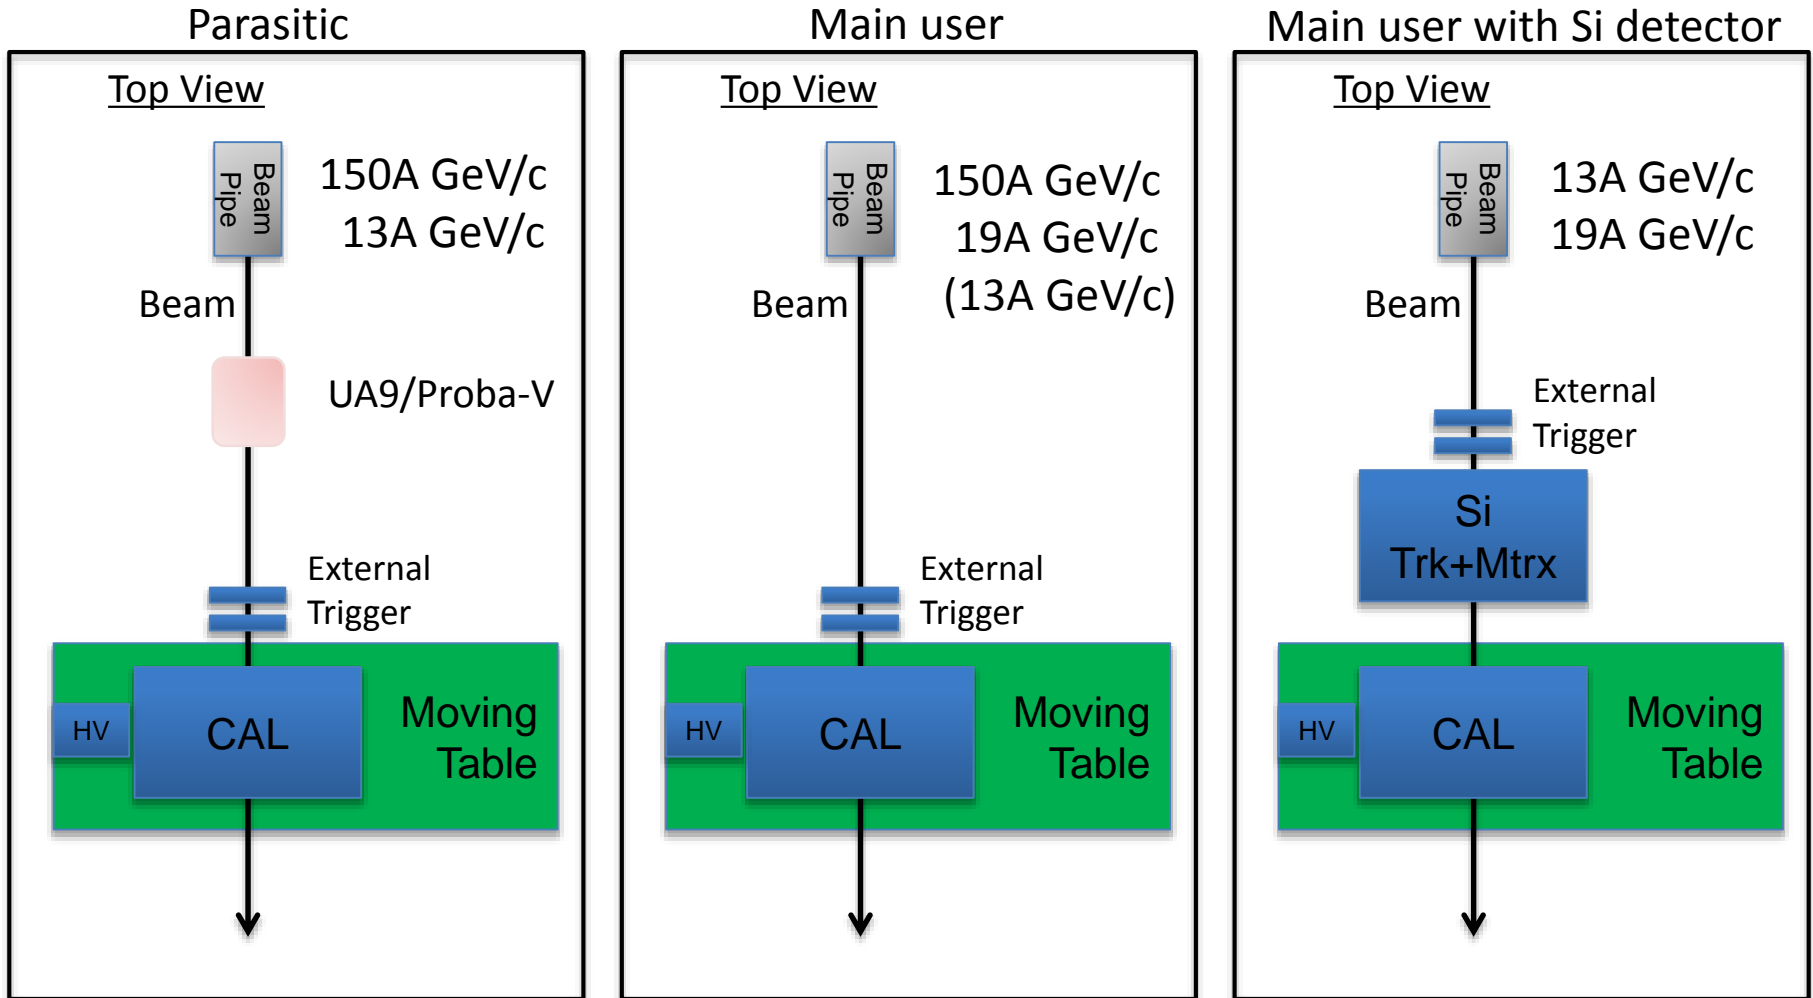 Parasitic
Top View
Beam
Pipe
150A GeV/c
13A GeV/c
Beam
UA9/Proba-V
External
Trigger
HV
CAL
Moving
Table
Main user
Top View
Beam
Pipe
150A GeV/c
19A GeV/c
(13A GeV/c)
Beam
External
Trigger
HV
CAL
Moving
Table
Main user with Si detector
Top View
Beam
Pipe
13A GeV/c
19A GeV/c
Beam
External
Trigger
Si
Trk+Mtrx
HV
CAL
Moving
Table